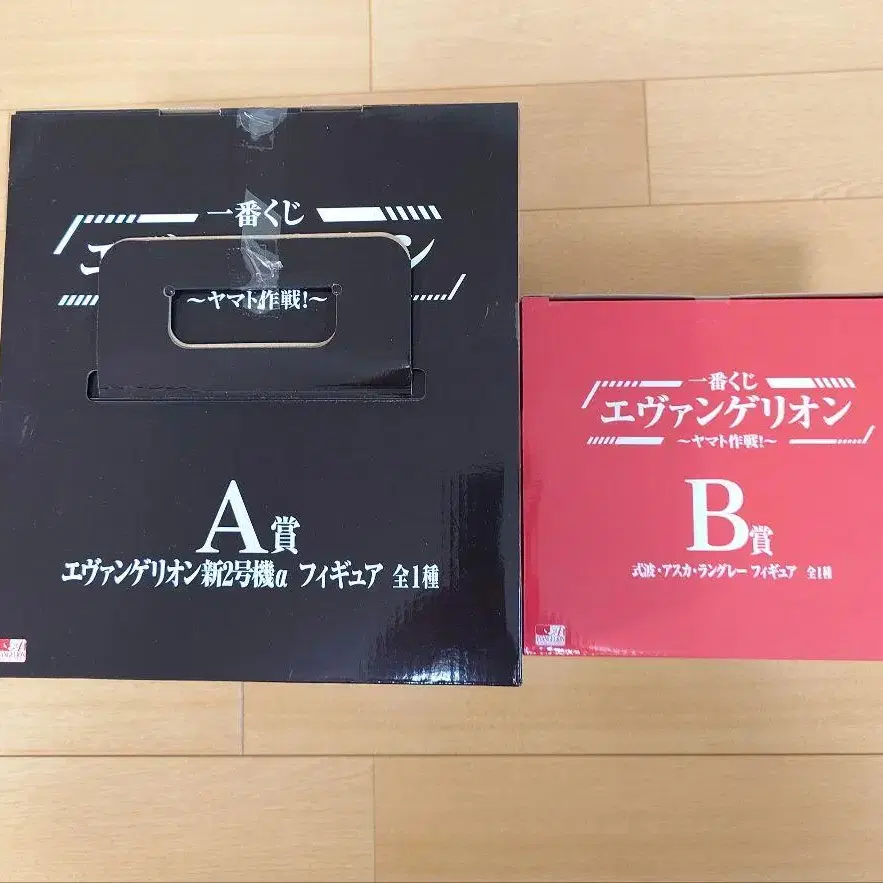 一番くじ
エ ン
～ヤマト作戦!～
A賞
エヴァンゲリオン新2号機α フィギュア 全1種
一番くじ
エヴァンゲリオン
～ヤマト作戦!～
B賞
式波・アスカ・ラングレー フィギュア 全1種
EVANGELION